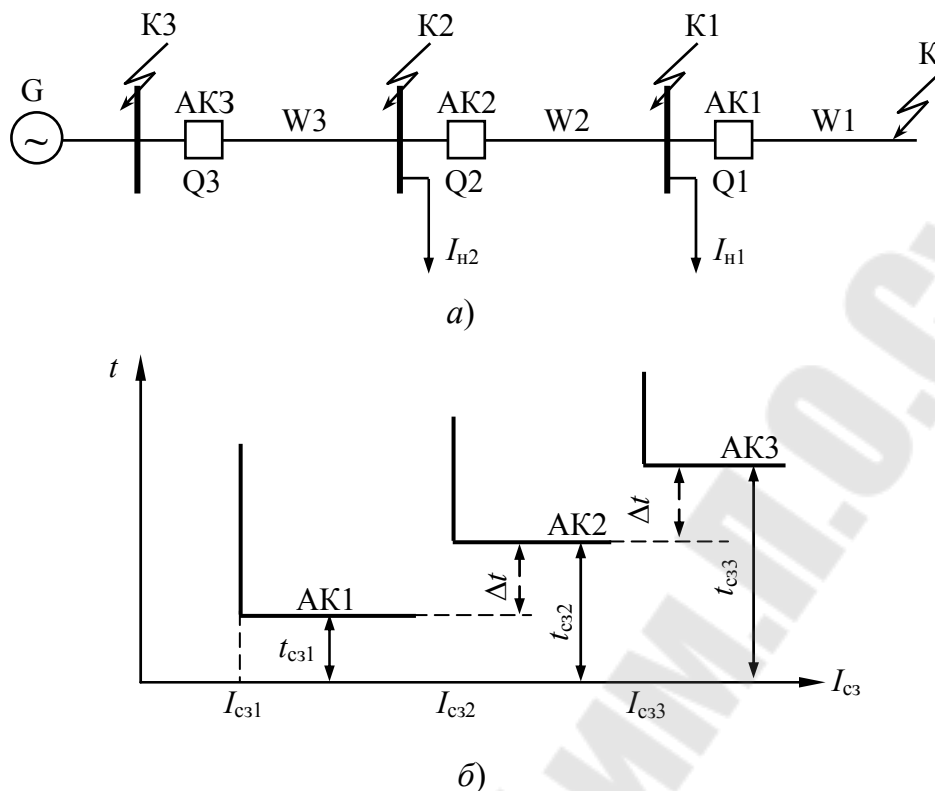 К3 К2 К1 К
G АК3 W3 АК2 W2 АК1 W1
~
Q3 Q2 Q1
Iн2 Iн1
а)
t
АК3
Δt
АК2
Δt
tсз3
АК1
tсз2
tсз1
Iсз
Iсз1 Iсз2 Iсз3
б)
ИМ.П.О.С